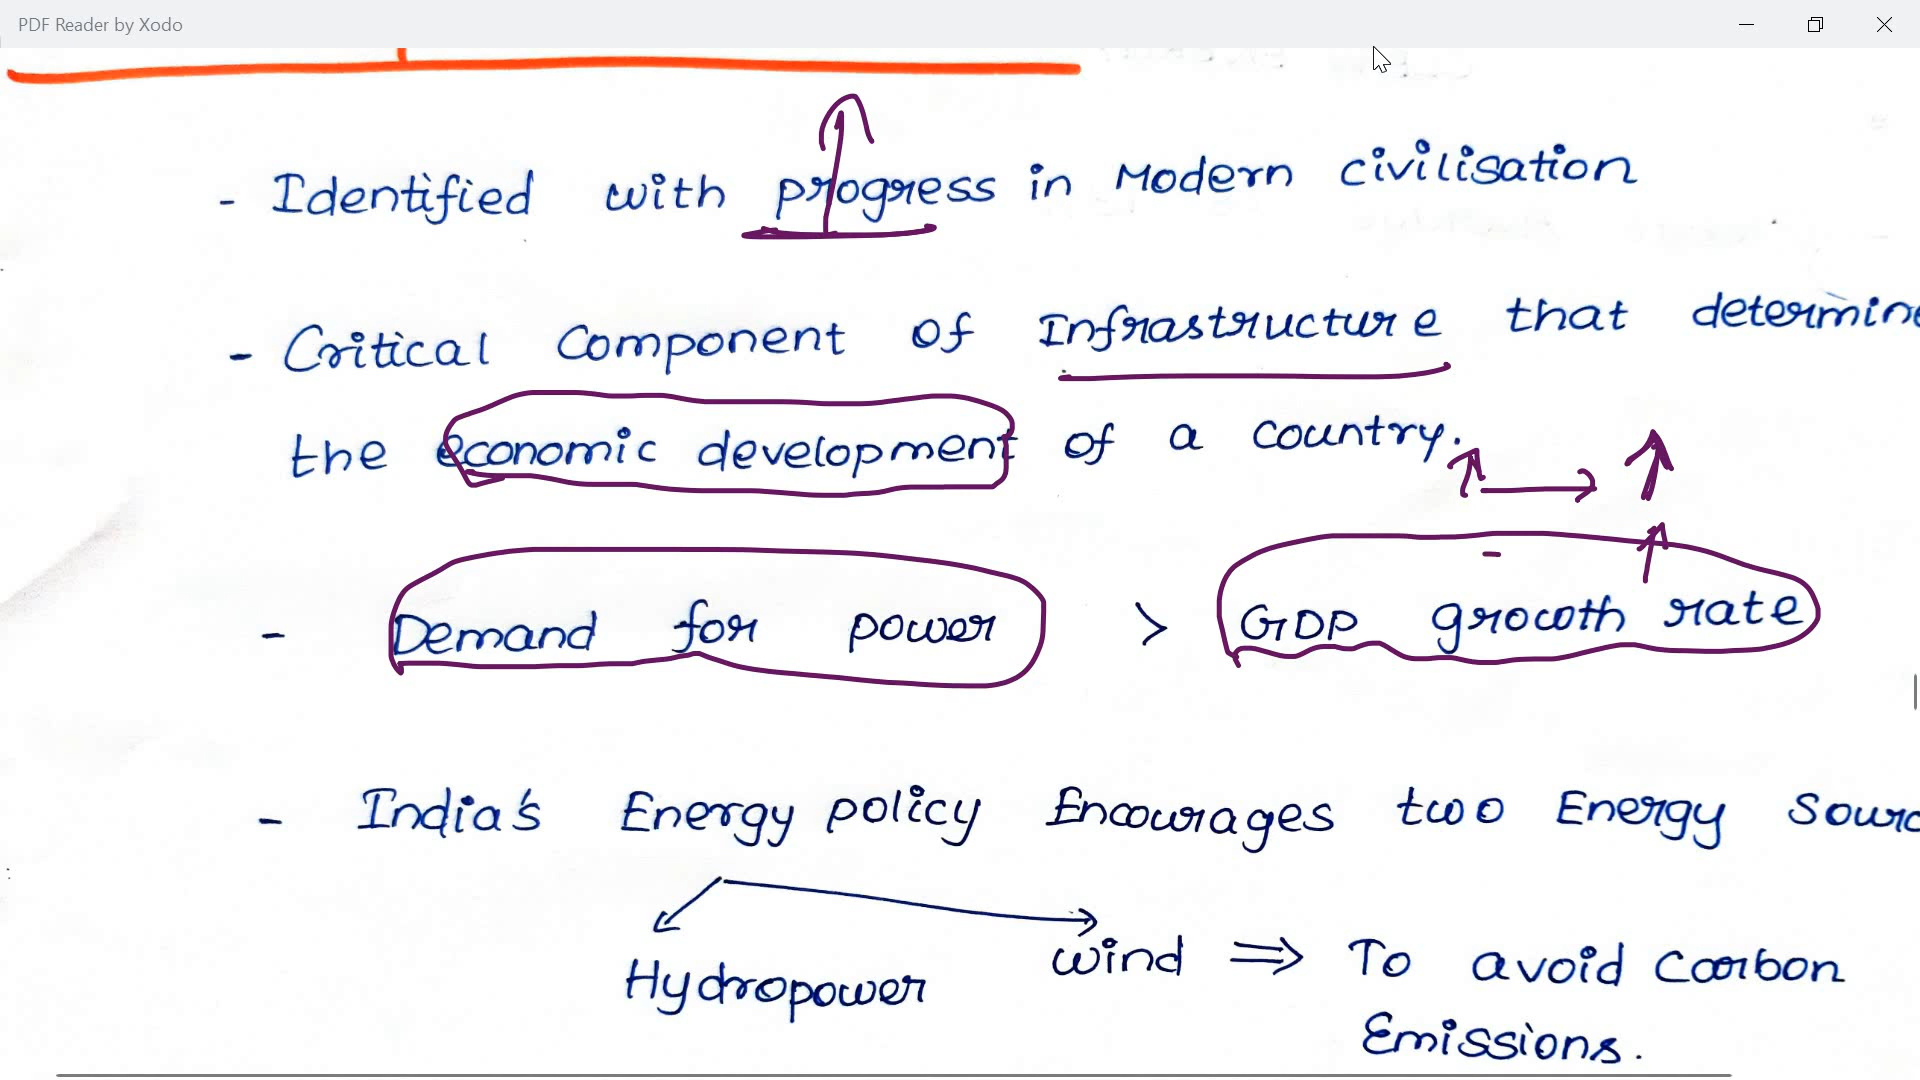 PDF Reader by Xodo
- Identified with progress in Modern civilisation
- Critical Component of Infrastructure that determine
the economic development of a country.
- Demand for power > GDP growth rate
- India's Energy policy Encourages two Energy Sourc
Hydropower wind ⇒ To avoid Carbon
Emissions.